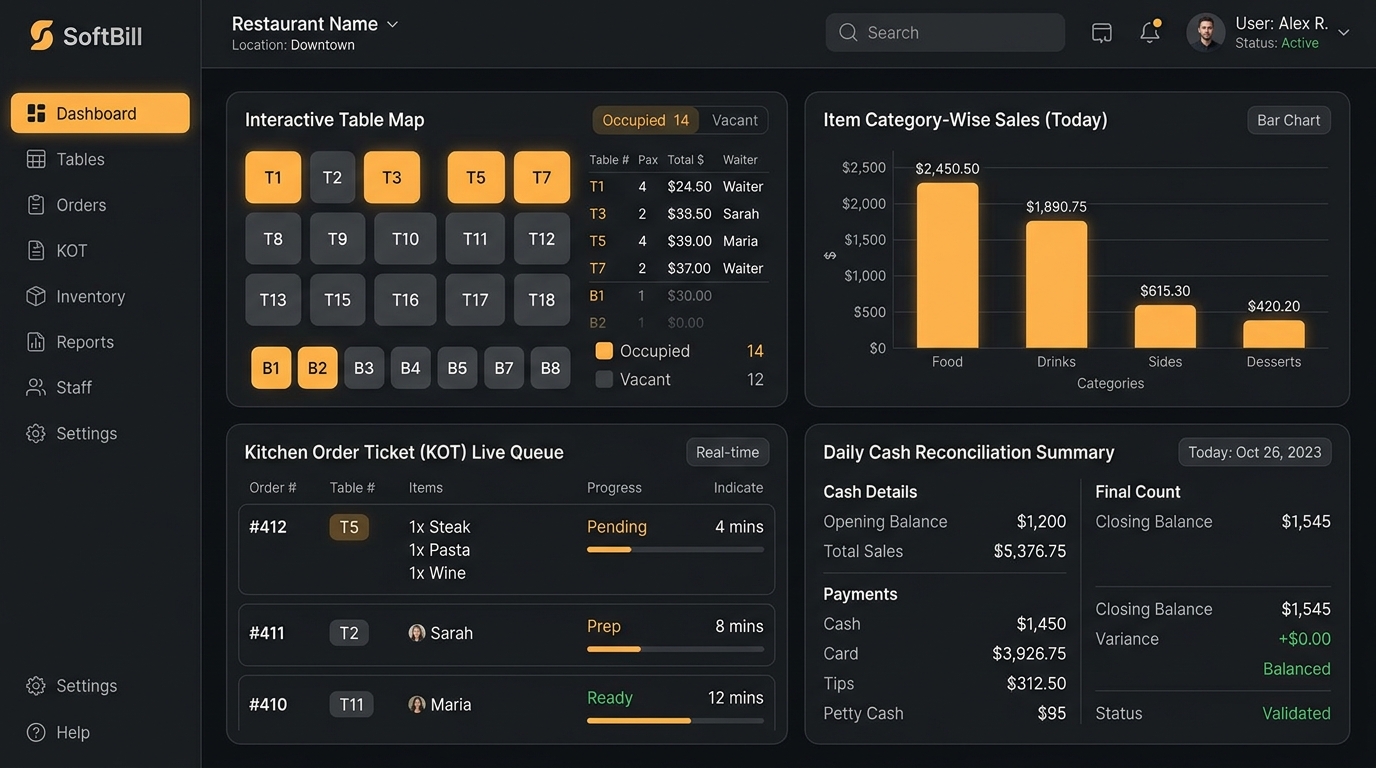 SoftBill
Restaurant Name
Location: Downtown
Search
User: Alex R.
Status: Active
Dashboard
Tables
Orders
KOT
Inventory
Reports
Staff
Settings
Settings
Help
Interactive Table Map
Occupied 14 Vacant
T1 T2 T3 T5 T7
T8 T9 T10 T11 T12
T13 T15 T16 T17 T18
B1 B2 B3 B4 B5 B7 B8
Table # Pax Total $ Waiter
T1 4 $24.50 Waiter
T3 2 $38.50 Sarah
T5 4 $39.00 Maria
T7 2 $37.00 Waiter
B1 1 $30.00
B2 1 $0.00
Occupied 14
Vacant 12
Item Category-Wise Sales (Today)
Bar Chart
$2,500
$2,000
$1,500
$1,000
$500
$0
$
$2,450.50
$1,890.75
$615.30
$420.20
Food Drinks Sides Desserts
Categories
Kitchen Order Ticket (KOT) Live Queue
Real-time
Order # Table # Items Progress Indicate
#412 T5 1x Steak Pending 4 mins
1x Pasta
1x Wine
#411 T2 Sarah Prep 8 mins
#410 T11 Maria Ready 12 mins
Daily Cash Reconciliation Summary
Today: Oct 26, 2023
Cash Details
Opening Balance $1,200
Total Sales $5,376.75
Payments
Cash $1,450
Card $3,926.75
Tips $312.50
Petty Cash $95
Final Count
Closing Balance $1,545
Closing Balance $1,545
Variance +$0.00
Balanced
Status Validated